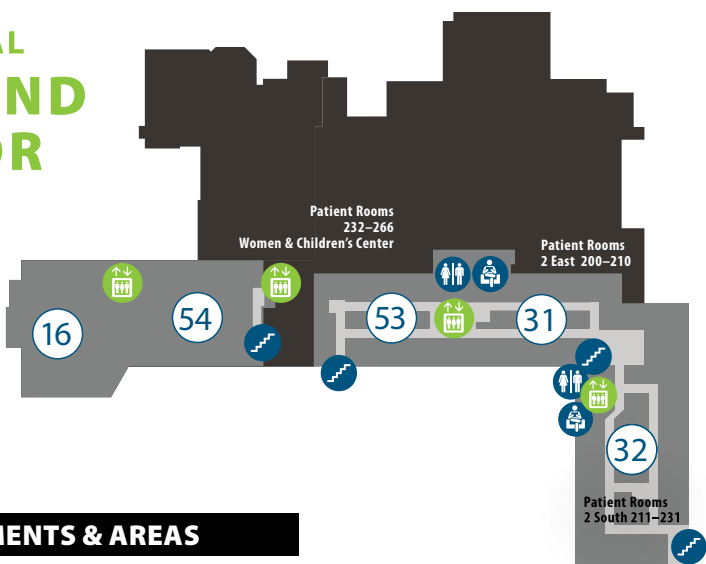 AL
ND
OR
Patient Rooms
232–266
Women & Children's Center
Patient Rooms
2 East 200–210
16
54
53
31
32
Patient Rooms
2 South 211–231
MENTS & AREAS